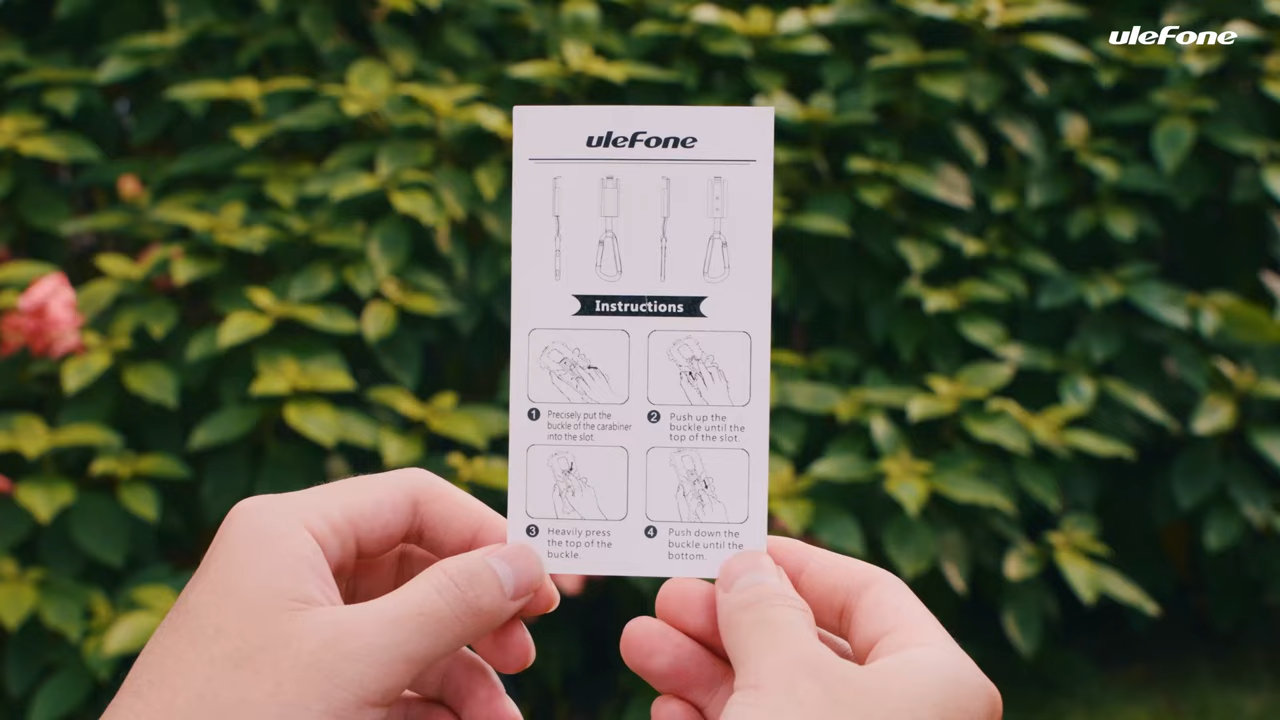 uleFone
uleFone
Instructions
1 Precisely put the
buckle of the carabiner
into the slot.
2 Push up the
buckle until the
top of the slot.
3 Heavily press
the top of the
buckle.
4 Push down the
buckle until the
bottom.